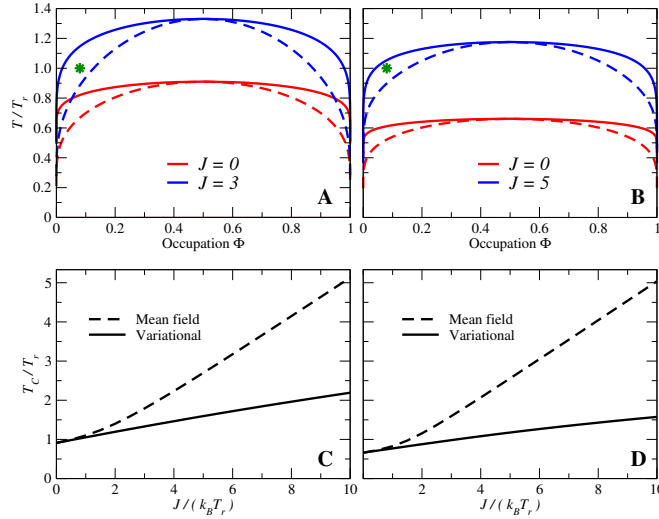 1.4
1.2
1.0
0.8
0.6
0.4
0.2
0
T / T_r
J = 0
J = 3
A
0 0.2 0.4 0.6 0.8 1
Occupation Φ
J = 0
J = 5
B
0.2 0.4 0.6 0.8 1
Occupation Φ
5
4
3
2
1
0
T_C / T_r
Mean field
Variational
C
0 2 4 6 8 10
J / ( k_B T_r )
Mean field
Variational
D
2 4 6 8 10
J / ( k_B T_r )